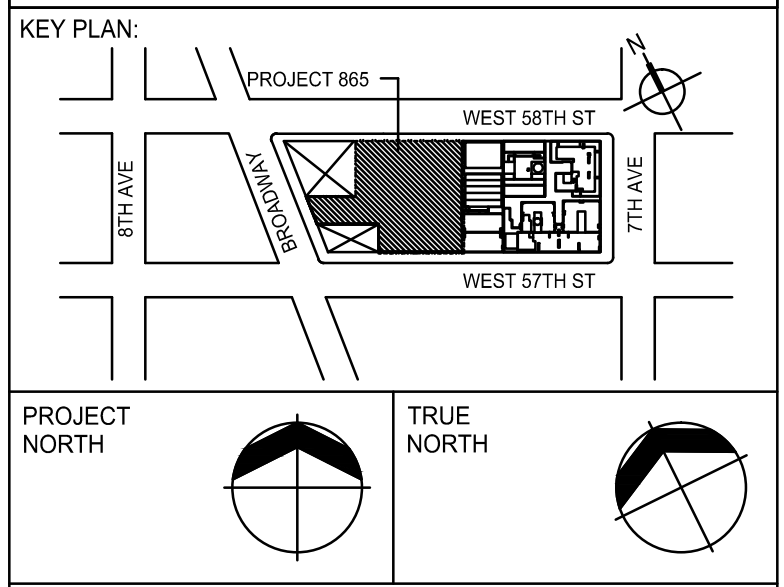 KEY PLAN:
N
PROJECT 865
WEST 58TH ST
8TH AVE
BROADWAY
7TH AVE
WEST 57TH ST
PROJECT
NORTH
TRUE
NORTH